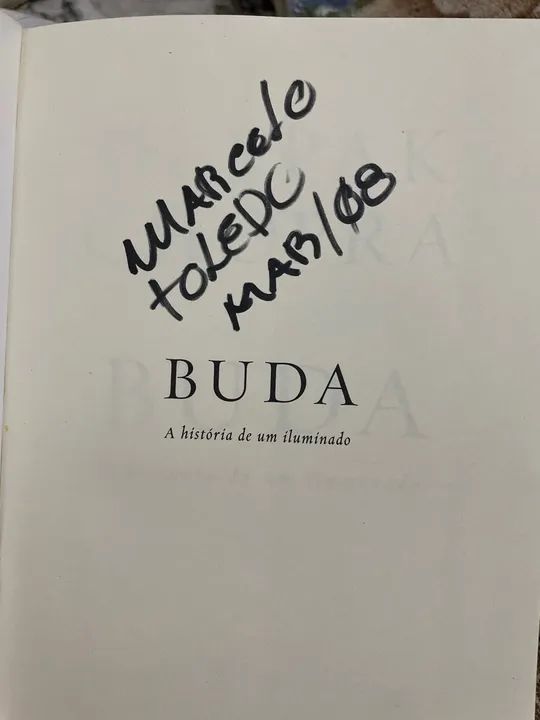 MARCelO
tOLEDO
MAR/08
BUDA
A história de um iluminado